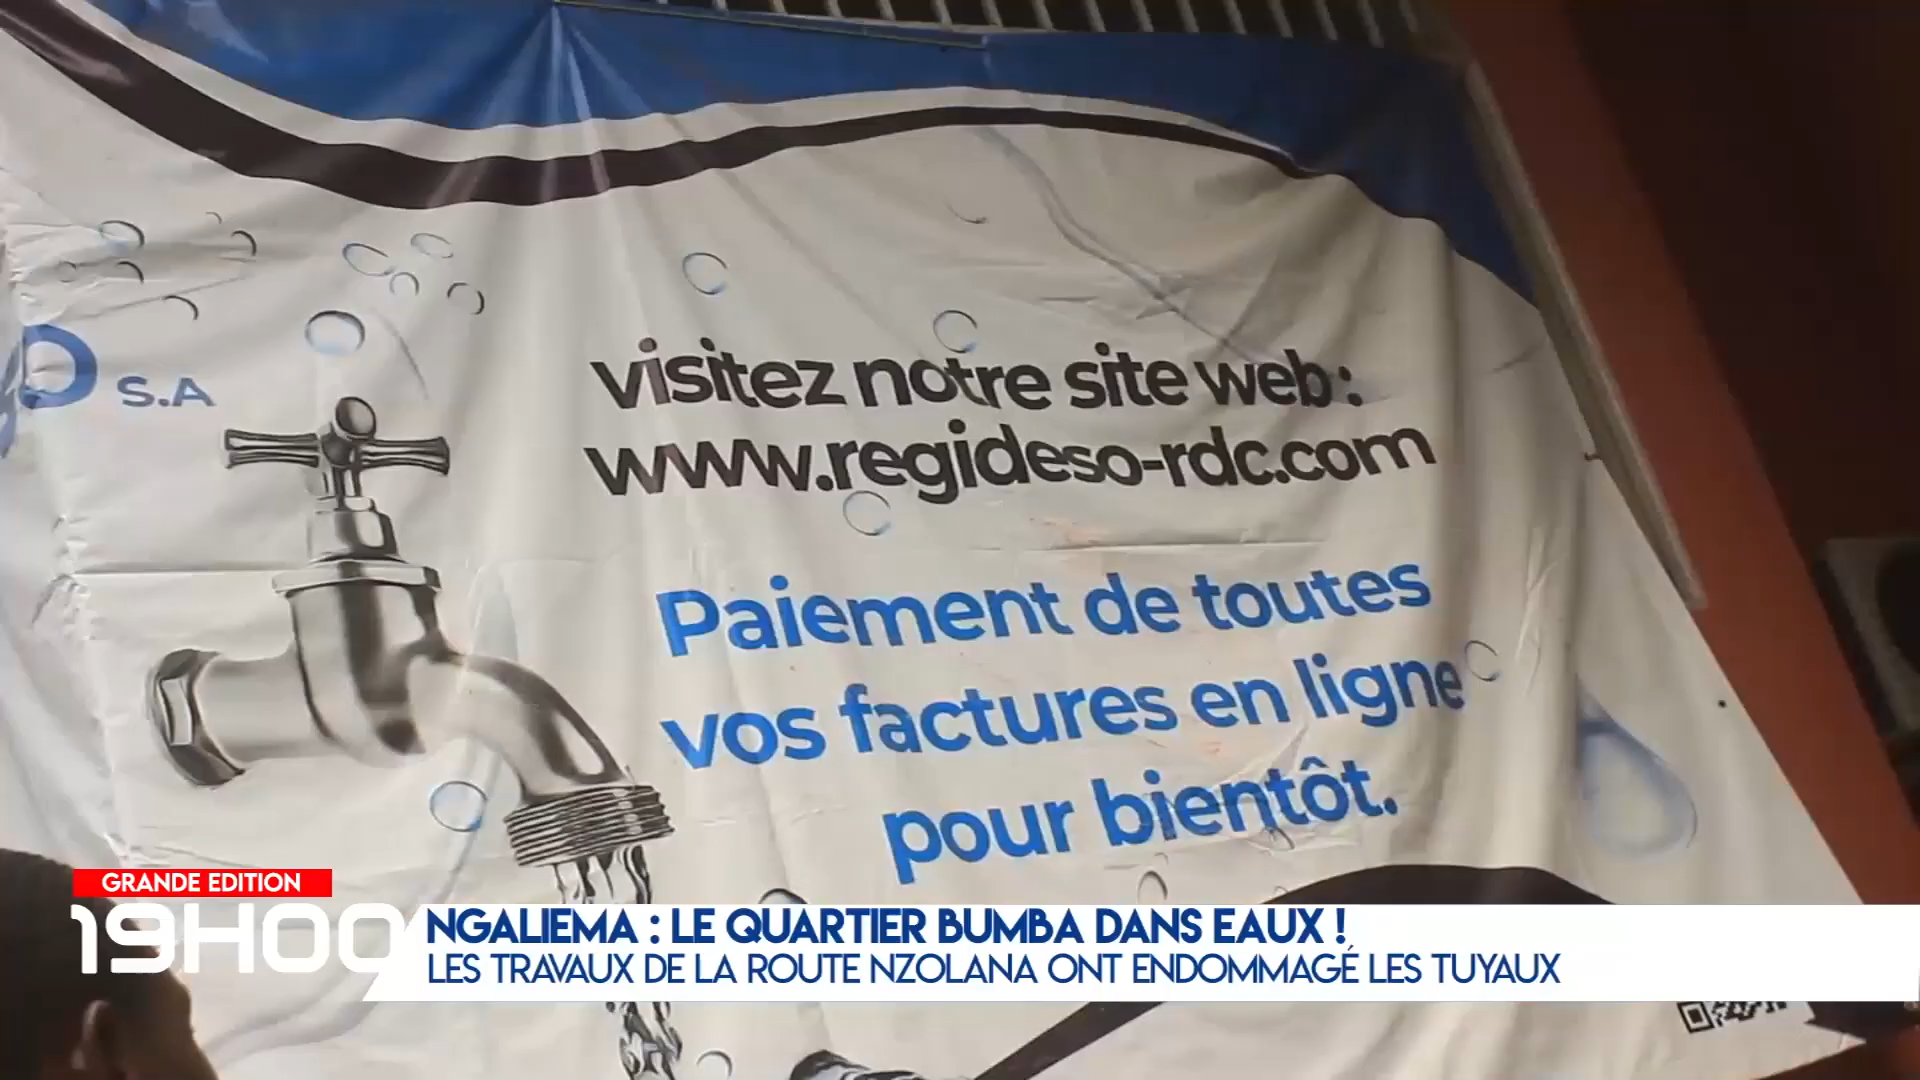 S.A
visitez notre site web :
www.regideso-rdc.com
Paiement de toutes
vos factures en ligne
pour bientôt.
GRANDE EDITION
19H00
NGALIEMA : LE QUARTIER BUMBA DANS EAUX !
LES TRAVAUX DE LA ROUTE NZOLANA ONT ENDOMMAGÉ LES TUYAUX